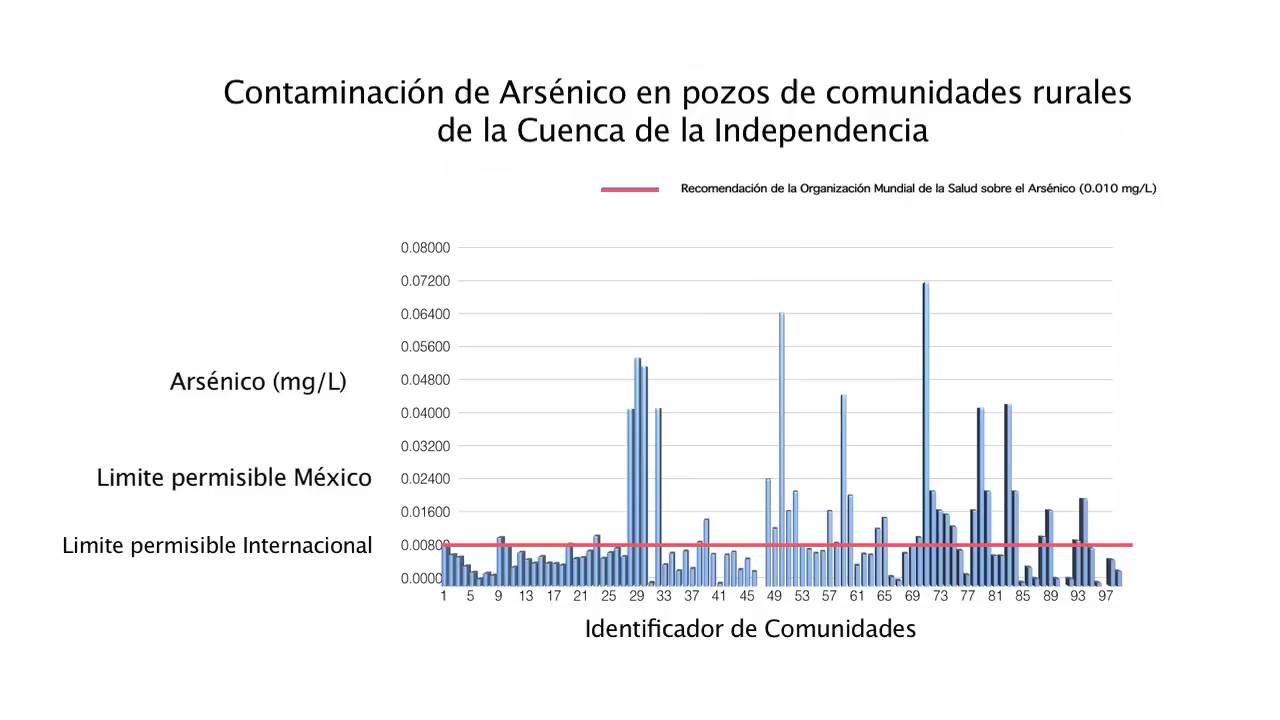 Contaminación de Arsénico en pozos de comunidades rurales
de la Cuenca de la Independencia
Recomendación de la Organización Mundial de la Salud sobre el Arsénico (0.010 mg/L)
0.08000
0.07200
0.06400
0.05600
Arsénico (mg/L)
0.04800
0.04000
0.03200
Limite permisible México
0.02400
0.01600
Limite permisible Internacional
0.00800
0.0000
1 5 9 13 17 21 25 29 33 37 41 45 49 53 57 61 65 69 73 77 81 85 89 93 97
Identificador de Comunidades